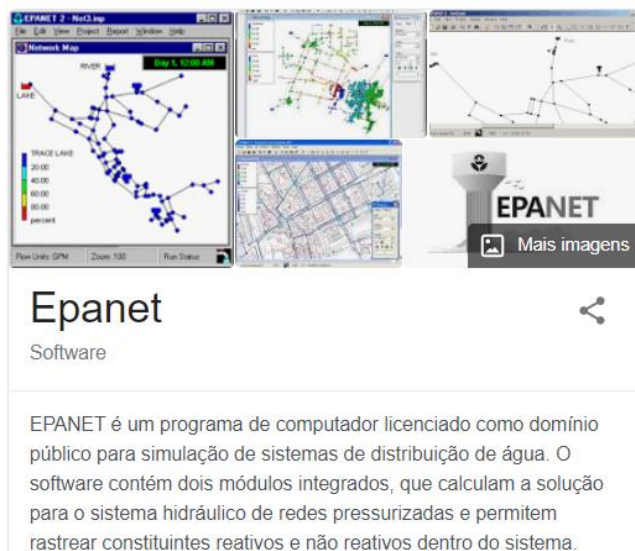 EPANET 2 - Net3.inp
File Edit View Project Report Window Help
Network Map
Day 1, 12:00 AM
RIVER
LAKE
TRACE LAKE
20.00
40.00
60.00
80.00
percent
Flow Units: GPM Zoom: 100 Run Status
EPANET
Mais imagens
Epanet
Software
EPANET é um programa de computador licenciado como domínio
público para simulação de sistemas de distribuição de água. O
software contém dois módulos integrados, que calculam a solução
para o sistema hidráulico de redes pressurizadas e permitem
rastrear constituintes reativos e não reativos dentro do sistema.